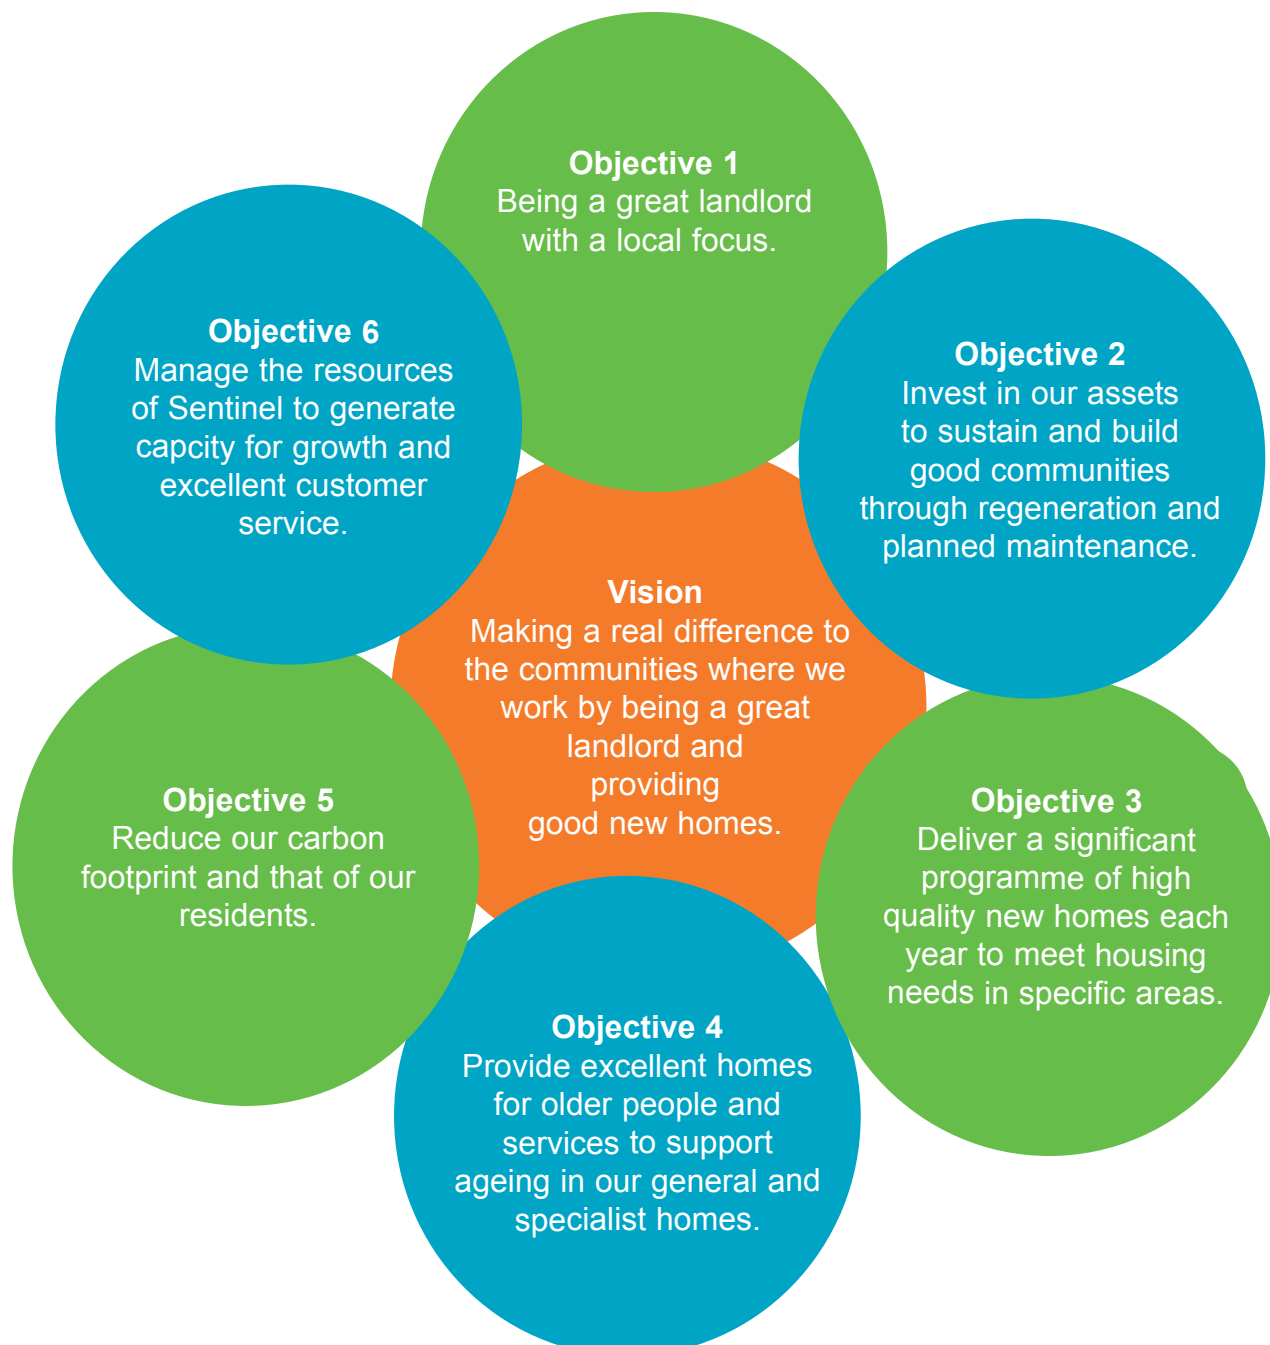 Objective 1
Being a great landlord
with a local focus.
Objective 2
Invest in our assets
to sustain and build
good communities
through regeneration and
planned maintenance.
Objective 3
Deliver a significant
programme of high
quality new homes each
year to meet housing
needs in specific areas.
Objective 4
Provide excellent homes
for older people and
services to support
ageing in our general and
specialist homes.
Objective 5
Reduce our carbon
footprint and that of our
residents.
Objective 6
Manage the resources
of Sentinel to generate
capcity for growth and
excellent customer
service.
Vision
Making a real difference to
the communities where we
work by being a great
landlord and
providing
good new homes.